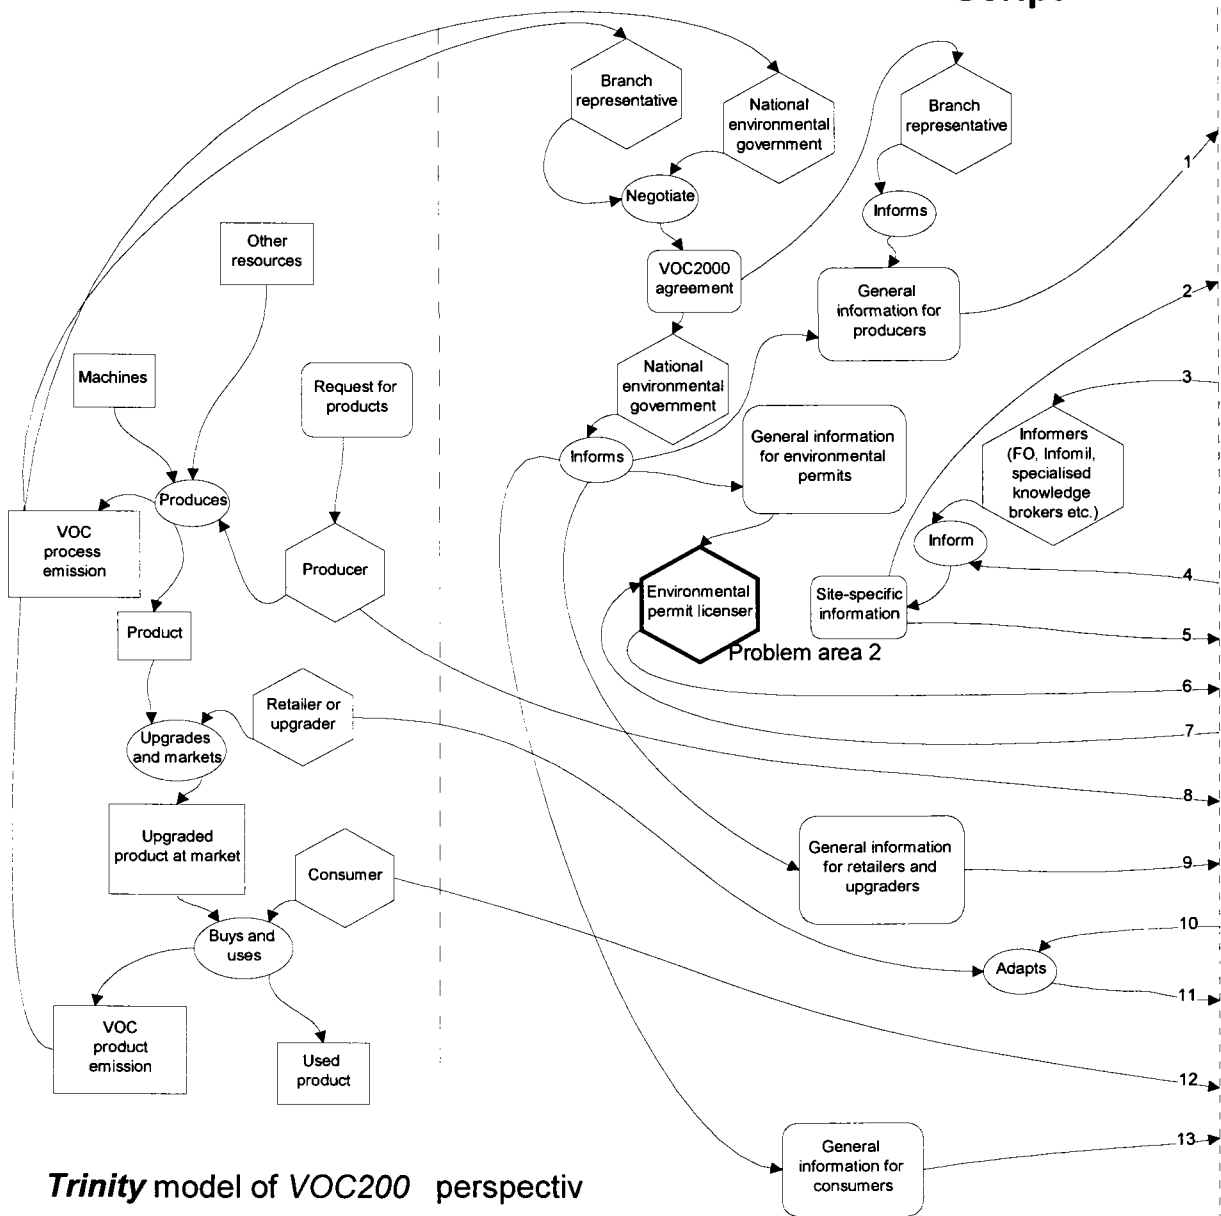 Branch
representative
National
environmental
government
Branch
representative
1
Negotiate
Informs
Other
resources
VOC2000
agreement
General
information for
producers
2
Machines
Request for
products
National
environmental
government
3
General information
for environmental
permits
Informers
(FO, Infomil,
specialised
knowledge
brokers etc.)
Informs
Produces
VOC
process
emission
Producer
Inform
4
Environmental
permit licenser
Site-specific
information
5
Product
Problem area 2
6
Retailer or
upgrader
7
Upgrades
and markets
8
Upgraded
product at market
General information
for retailers and
upgraders
9
Consumer
10
Buys and
uses
Adapts
11
VOC
product
emission
Used
product
12
13
General
information for
consumers
Trinity model of VOC200 perspectiv